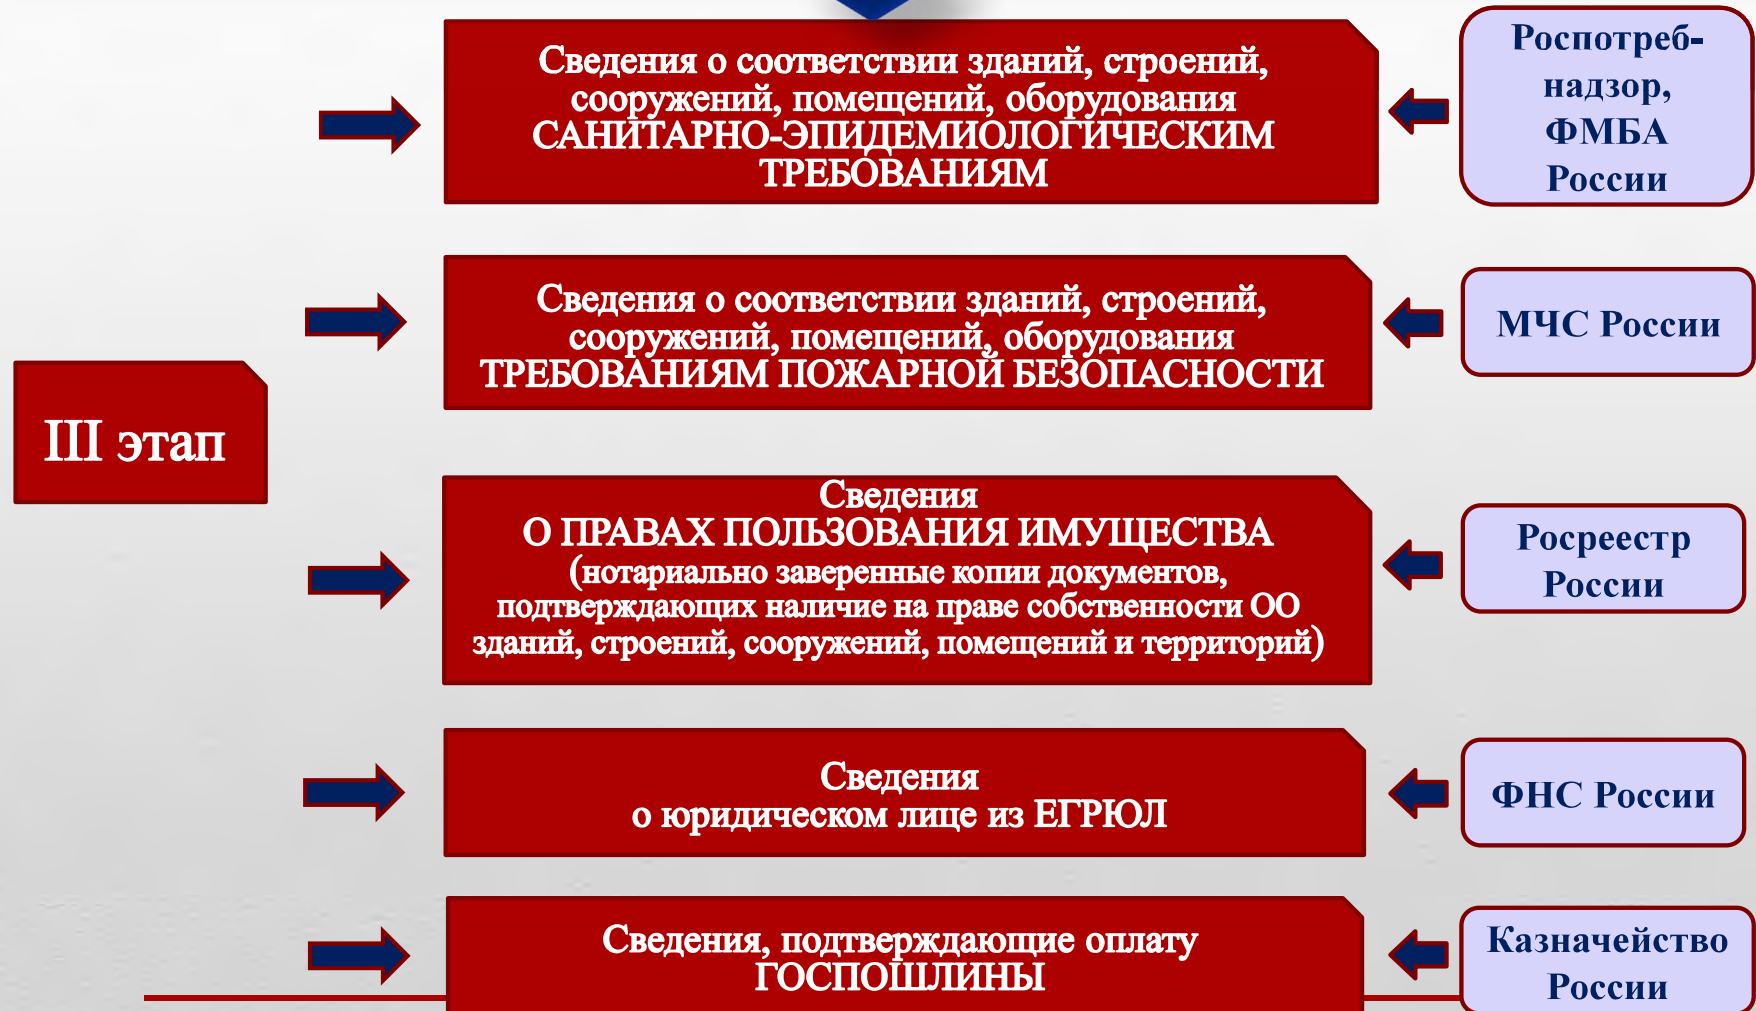 Сведения о соответствии зданий, строений,
сооружений, помещений, оборудования
САНИТАРНО-ЭПИДЕМИОЛОГИЧЕСКИМ
ТРЕБОВАНИЯМ
Роспотреб-
надзор,
ФМБА
России
Сведения о соответствии зданий, строений,
сооружений, помещений, оборудования
ТРЕБОВАНИЯМ ПОЖАРНОЙ БЕЗОПАСНОСТИ
МЧС России
III этап
Сведения
О ПРАВАХ ПОЛЬЗОВАНИЯ ИМУЩЕСТВА
(нотариально заверенные копии документов,
подтверждающих наличие на праве собственности ОО
зданий, строений, сооружений, помещений и территорий)
Росреестр
России
Сведения
о юридическом лице из ЕГРЮЛ
ФНС России
Сведения, подтверждающие оплату
ГОСПОШЛИНЫ
Казначейство
России